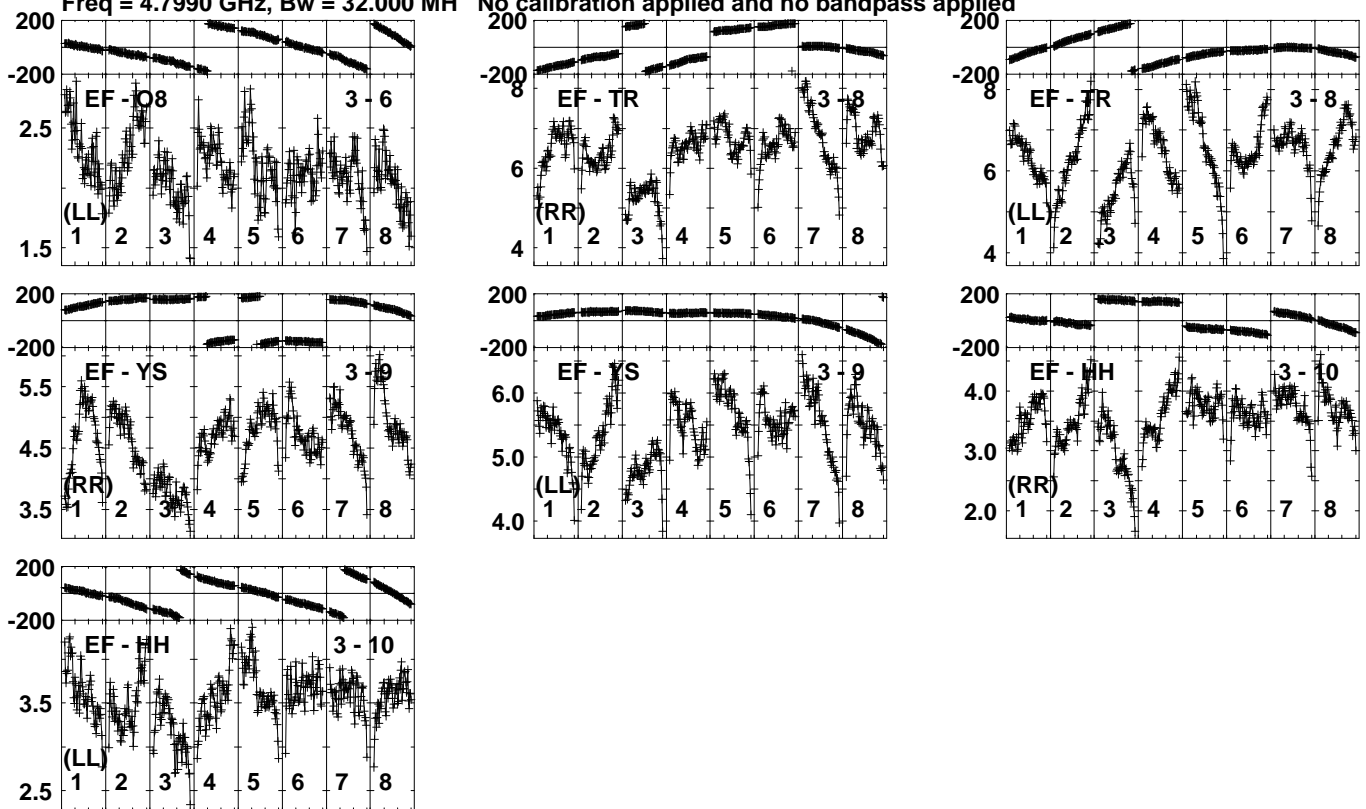 Freq = 4.7990 GHz, Bw = 32.000 MH No calibration applied and no bandpass applied
200
-200
EF - O8 3 - 6
2.5
1.5
(LL)
1 2 3 4 5 6 7 8
200
-200
8
EF - TR 3 - 8
6
4
(RR)
1 2 3 4 5 6 7 8
200
-200
8
EF - TR 3 - 8
6
4
(LL)
1 2 3 4 5 6 7 8
200
-200
EF - YS 3 - 9
5.5
4.5
3.5
(RR)
1 2 3 4 5 6 7 8
200
-200
EF - YS 3 - 9
6.0
5.0
4.0
(LL)
1 2 3 4 5 6 7 8
200
-200
EF - HH 3 - 10
4.0
3.0
2.0
(RR)
1 2 3 4 5 6 7 8
200
-200
EF - HH 3 - 10
3.5
2.5
(LL)
1 2 3 4 5 6 7 8